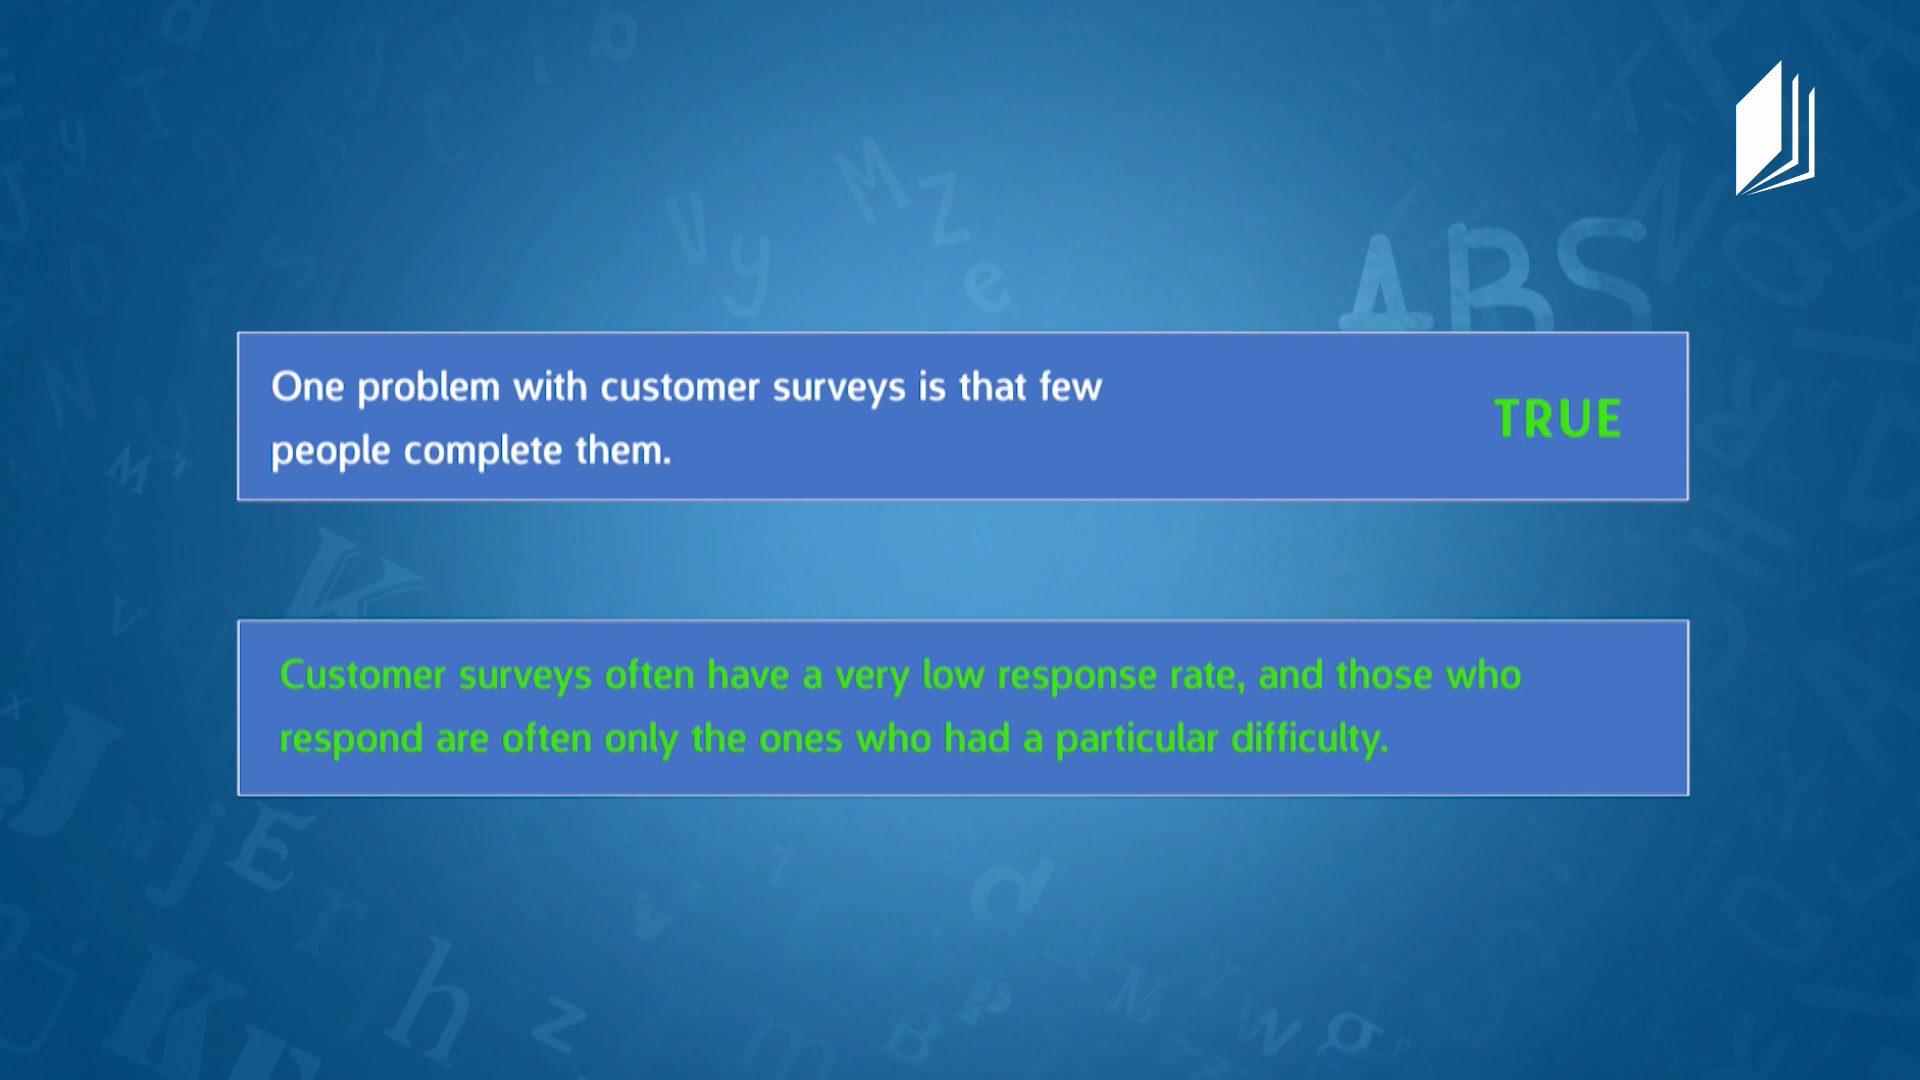 One problem with customer surveys is that few
people complete them.
TRUE
Customer surveys often have a very low response rate, and those who
respond are often only the ones who had a particular difficulty.